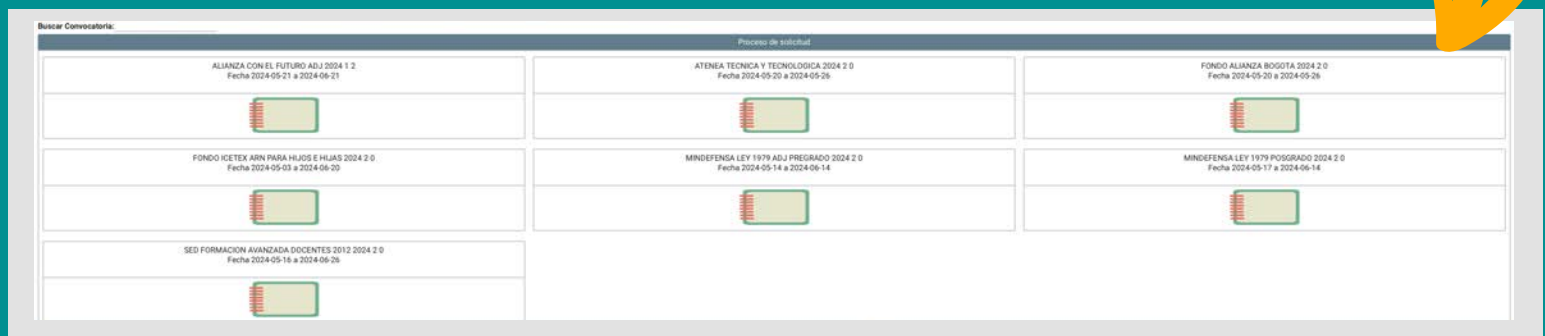 Buscar Convocatoria:
Proceso de solicitud
ALIANZA CON EL FUTURO ADJ 2024 1 2
Fecha 2024-05-21 a 2024-06-21
ATENEA TECNICA Y TECNOLOGICA 2024 2 0
Fecha 2024-05-20 a 2024-05-26
FONDO ALIANZA BOGOTA 2024 2 0
Fecha 2024-05-20 a 2024-05-26
FONDO ICETEX ARN PARA HIJOS E HIJAS 2024 2 0
Fecha 2024-05-03 a 2024-06-20
MINDEFENSA LEY 1979 ADJ PREGRADO 2024 2 0
Fecha 2024-05-14 a 2024-06-14
MINDEFENSA LEY 1979 POSGRADO 2024 2 0
Fecha 2024-05-17 a 2024-06-14
SED FORMACION AVANZADA DOCENTES 2012 2024 2 0
Fecha 2024-05-16 a 2024-06-26